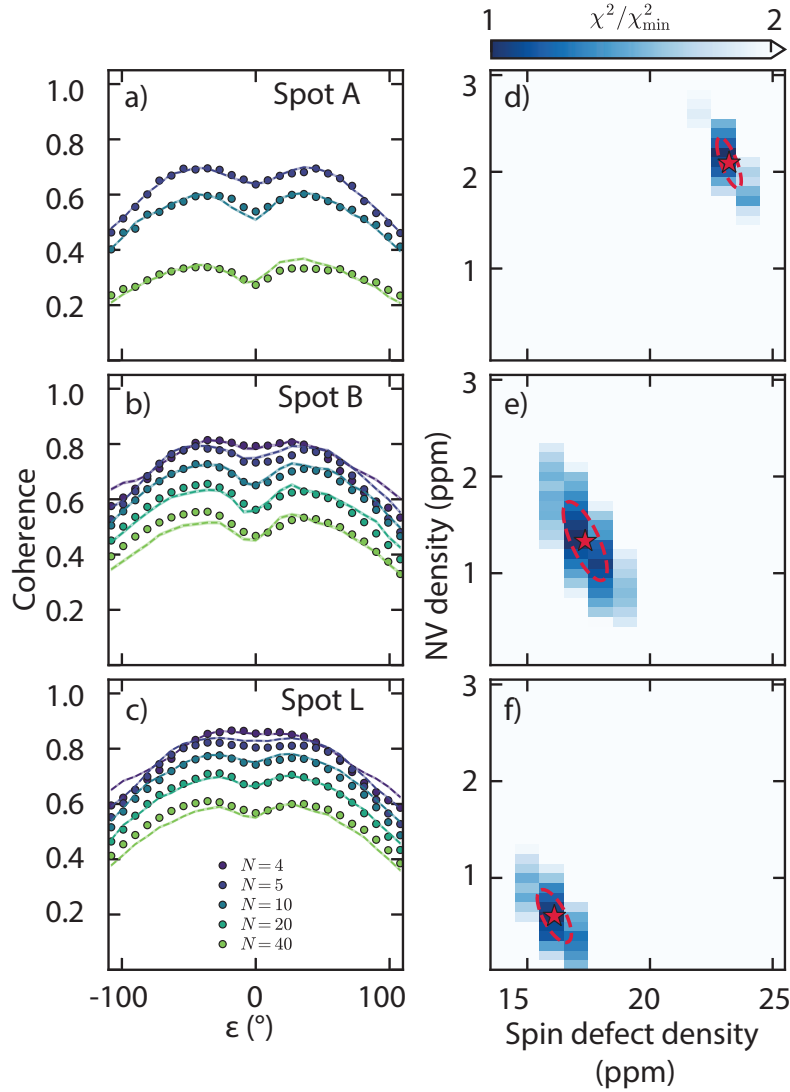 1 χ²/χ²min 2
a) Spot A
1.0
0.8
0.6
0.4
0.2
d)
3
2
1
b) Spot B
1.0
0.8
0.6
0.4
0.2
Coherence
e)
3
2
1
NV density (ppm)
c) Spot L
1.0
0.8
0.6
0.4
0.2
N = 4
N = 5
N = 10
N = 20
N = 40
-100 0 100
ε (°)
f)
3
2
1
15 20 25
Spin defect density
(ppm)